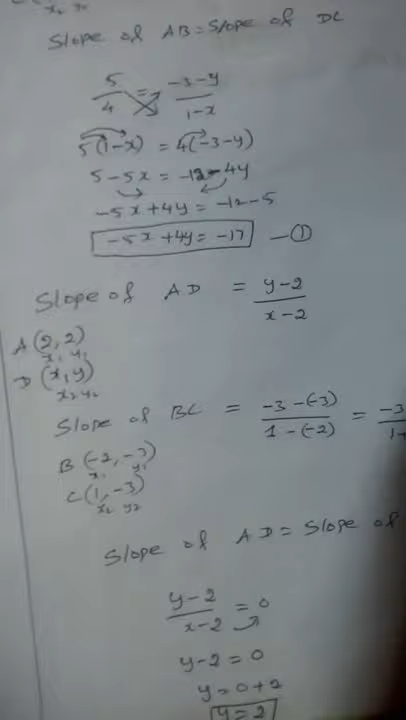 x₂ y₂
Slope of AB = Slope of DC
5/4 = -3-y/1-x
5(1-x) = 4(-3-y)
5-5x = -12-4y
-5x+4y = -12-5
-5x+4y = -17 —①
Slope of AD = y-2/x-2
A(2, 2)
x₁ y₁
D(x, y)
x₂ y₂
Slope of BC = -3-(-3)/1-(-2) = -3
B(-2, -3)
x₁ y₁
C(1, -3)
x₂ y₂
Slope of AD = Slope of
y-2/x-2 = 0
y-2 = 0
y = 0+2
y = 2